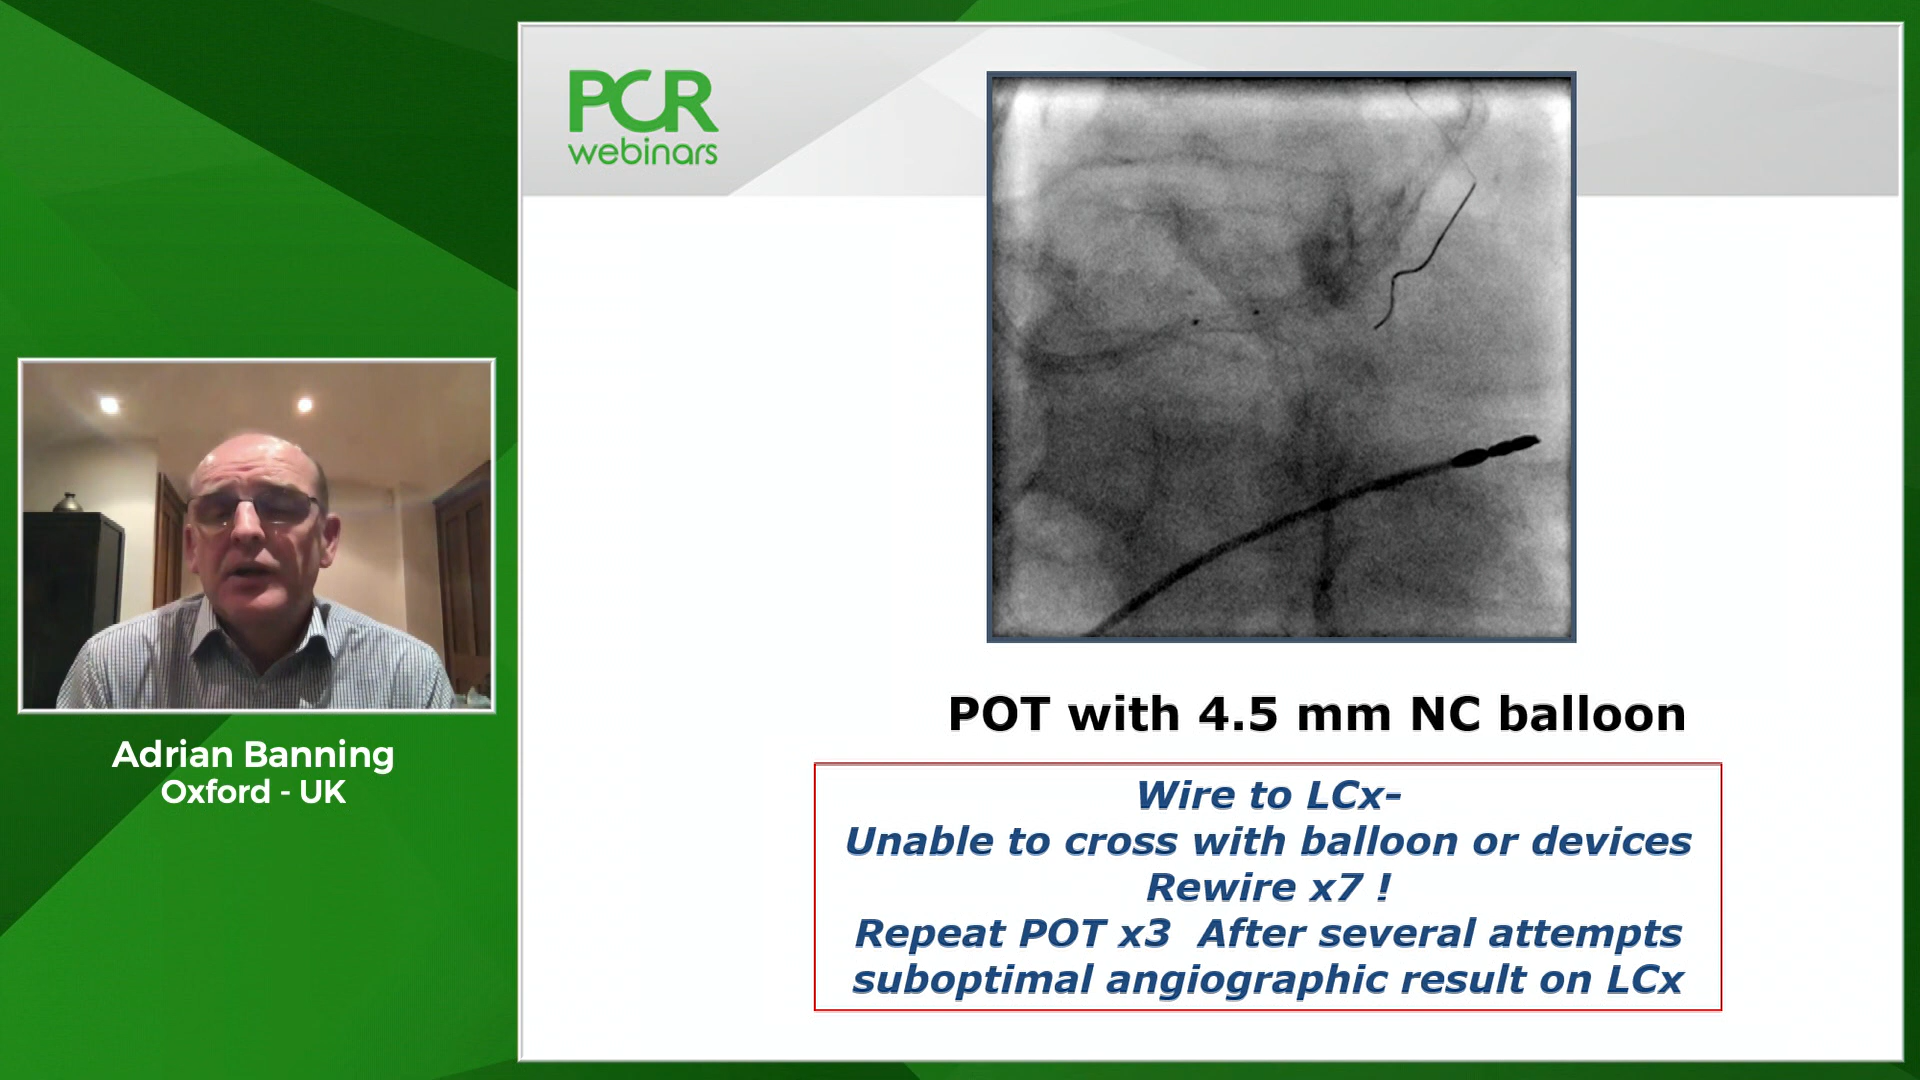 PCR
webinars
POT with 4.5 mm NC balloon
Wire to LCx-
Unable to cross with balloon or devices
Rewire x7 !
Repeat POT x3 After several attempts
suboptimal angiographic result on LCx
Adrian Banning
Oxford - UK